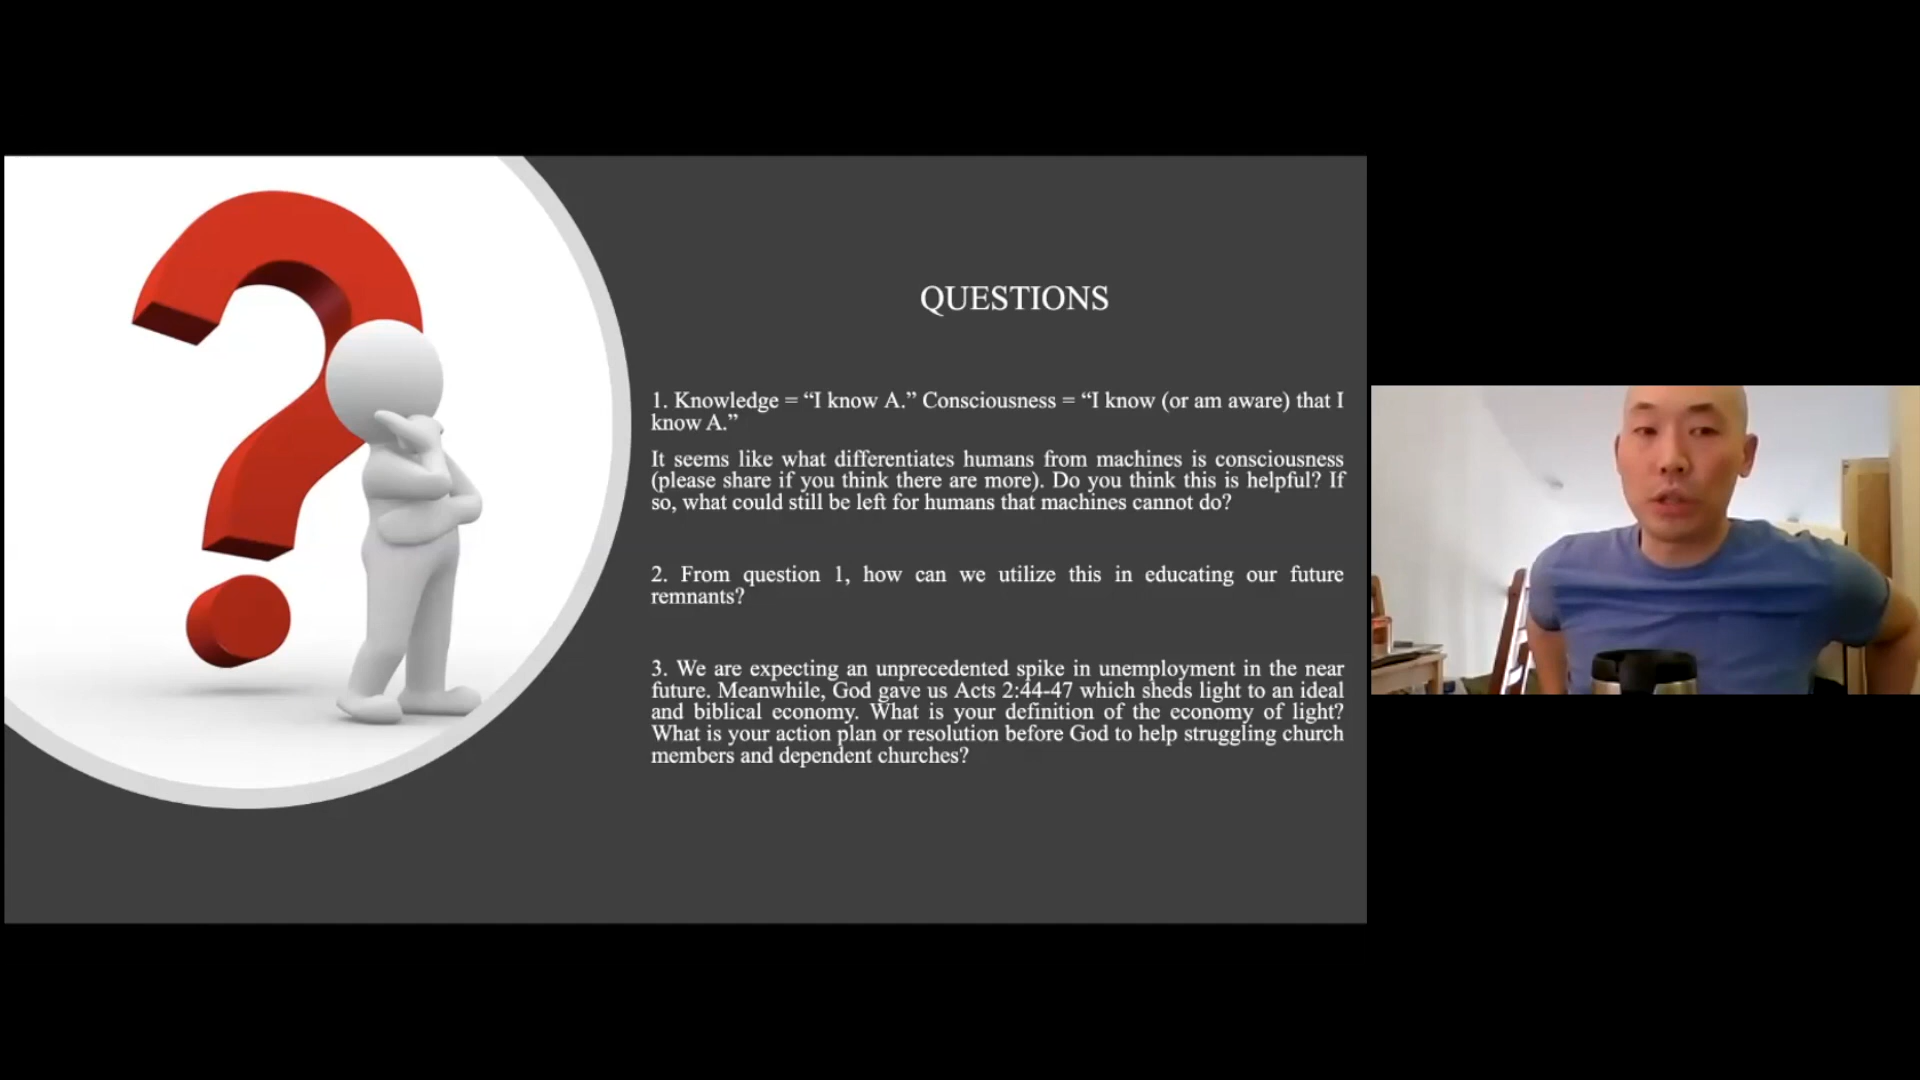 QUESTIONS
1. Knowledge = “I know A.” Consciousness = “I know (or am aware) that I
know A.”
It seems like what differentiates humans from machines is consciousness
(please share if you think there are more). Do you think this is helpful? If
so, what could still be left for humans that machines cannot do?
2. From question 1, how can we utilize this in educating our future
remnants?
3. We are expecting an unprecedented spike in unemployment in the near
future. Meanwhile, God gave us Acts 2:44-47 which sheds light to an ideal
and biblical economy. What is your definition of the economy of light?
What is your action plan or resolution before God to help struggling church
members and dependent churches?